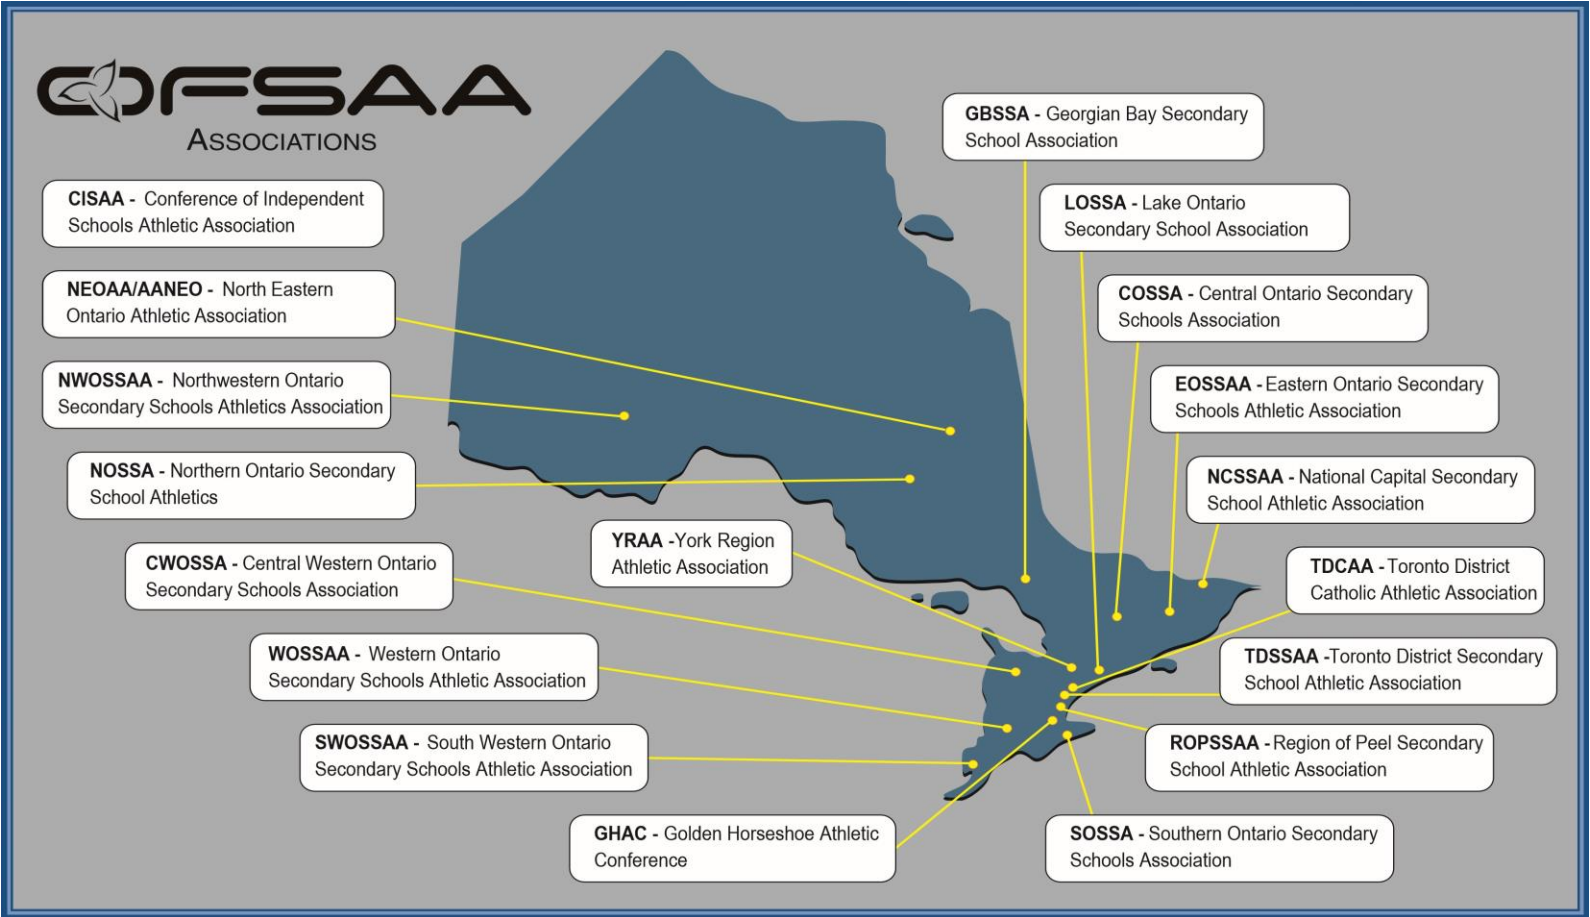 OFSAA
ASSOCIATIONS
CISAA - Conference of Independent
Schools Athletic Association
NEOAA/AANEO - North Eastern
Ontario Athletic Association
NWOSSAA - Northwestern Ontario
Secondary Schools Athletics Association
NOSSA - Northern Ontario Secondary
School Athletics
CWOSSA - Central Western Ontario
Secondary Schools Association
WOSSAA - Western Ontario
Secondary Schools Athletic Association
SWOSSAA - South Western Ontario
Secondary Schools Athletic Association
GHAC - Golden Horseshoe Athletic
Conference
YRAA -York Region
Athletic Association
GBSSA - Georgian Bay Secondary
School Association
LOSSA - Lake Ontario
Secondary School Association
COSSA - Central Ontario Secondary
Schools Association
EOSSAA - Eastern Ontario Secondary
Schools Athletic Association
NCSSAA - National Capital Secondary
School Athletic Association
TDCAA - Toronto District
Catholic Athletic Association
TDSSAA -Toronto District Secondary
School Athletic Association
ROPSSAA - Region of Peel Secondary
School Athletic Association
SOSSA - Southern Ontario Secondary
Schools Association